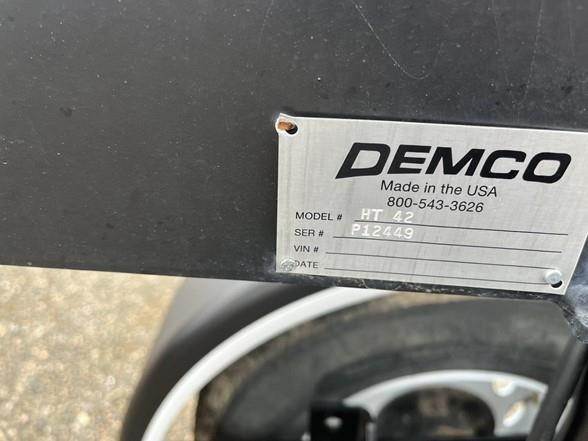 DEMCO
Made in the USA
800-543-3626
MODEL # HT 42
SER # P12449
VIN #
DATE